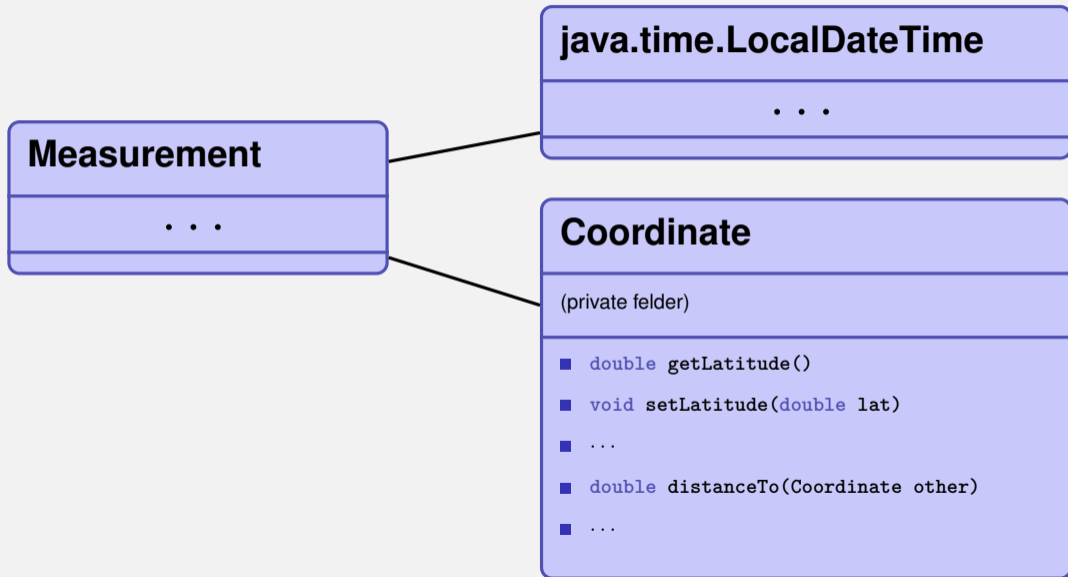 Measurement
. . .
java.time.LocalDateTime
. . .
Coordinate
(private felder)
double getLatitude()
void setLatitude(double lat)
...
double distanceTo(Coordinate other)
...